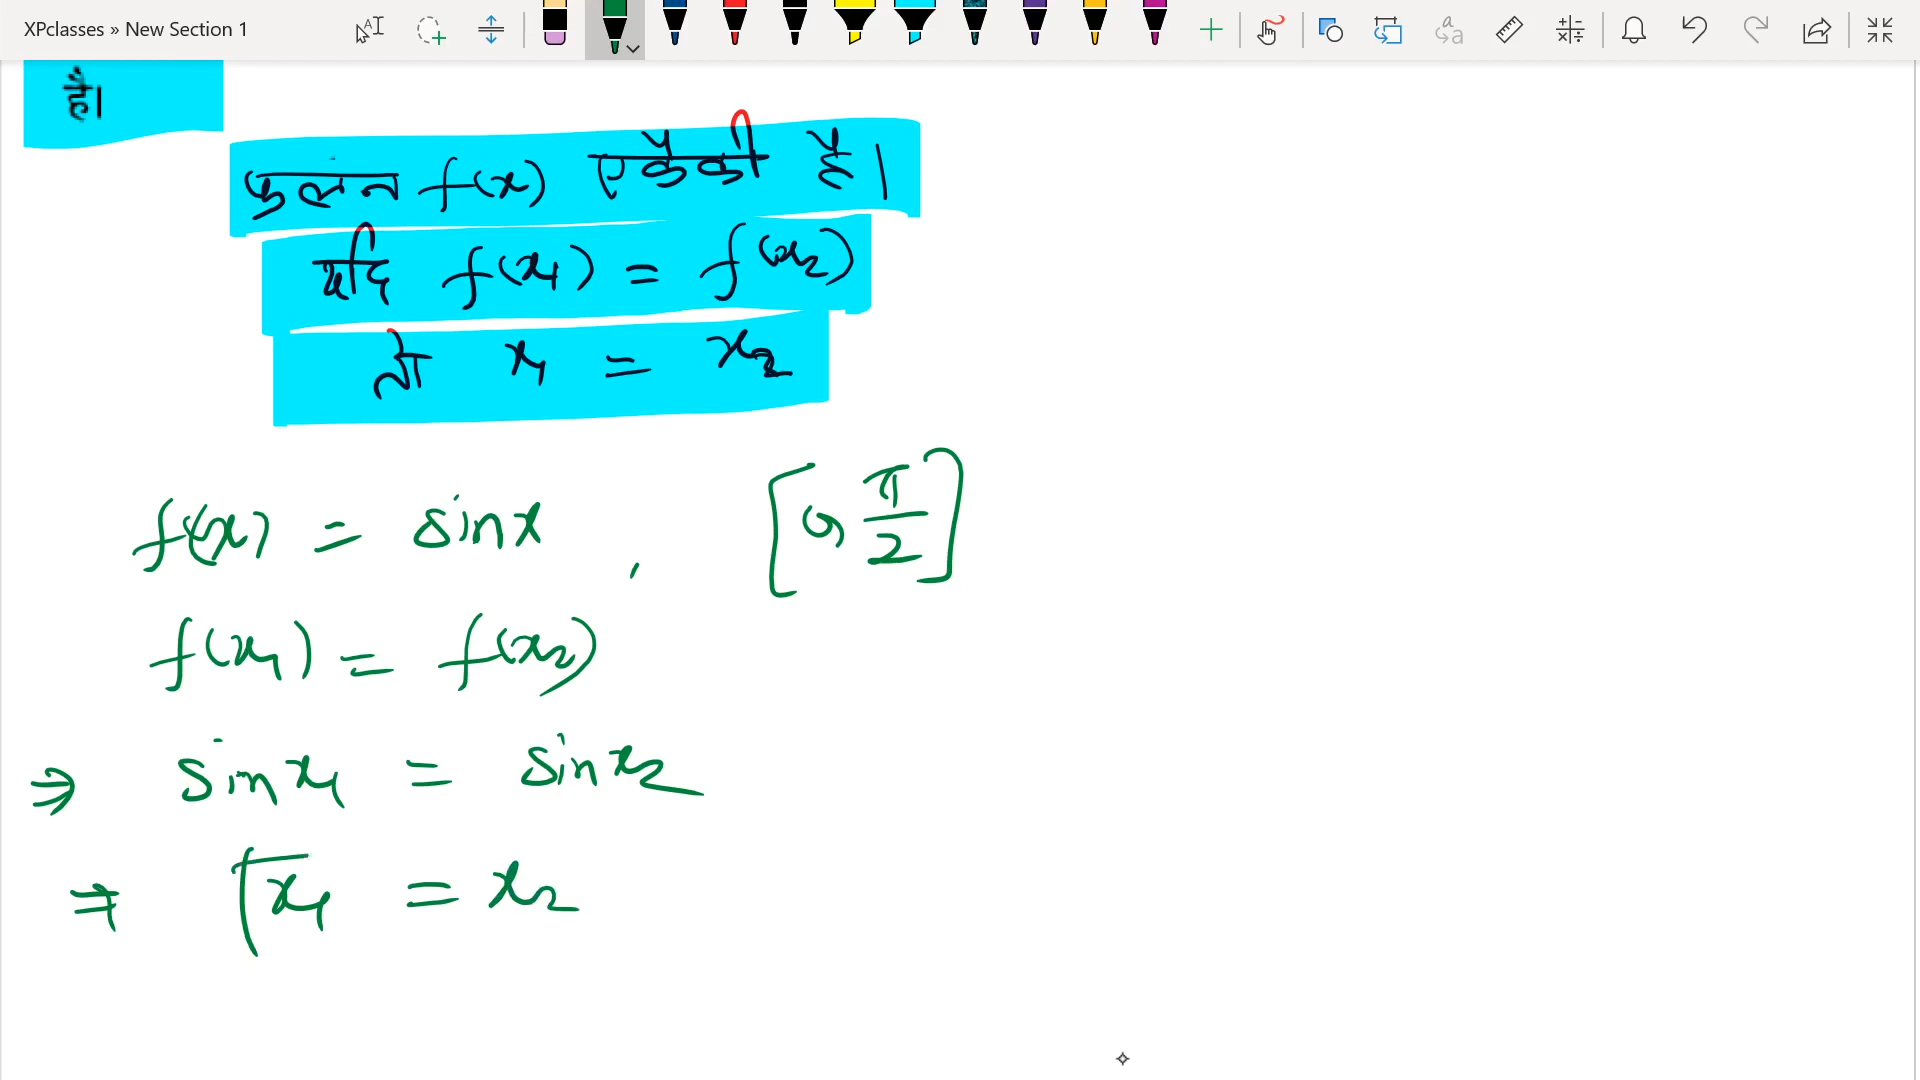 XPclasses » New Section 1
है।
फलन f(x) एकैकी है।
यदि f(x₁) = f(x₂)
तो x₁ = x₂
f(x) = sinx , [0, π/2]
f(x₁) = f(x₂)
⇒ sinx₁ = sinx₂
⇒ x₁ = x₂